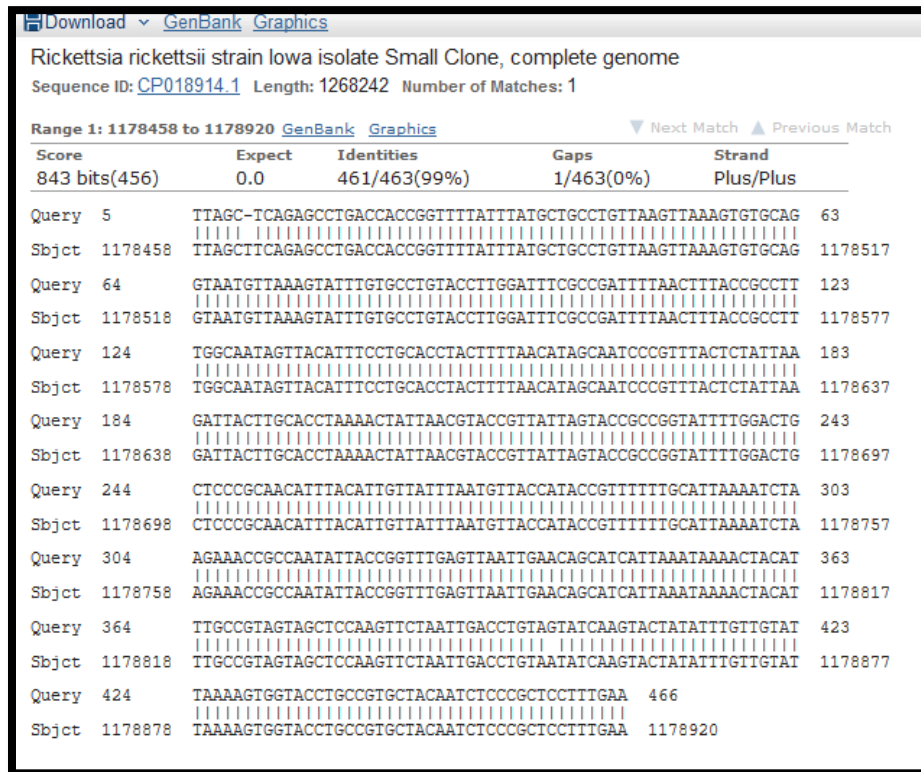 Download GenBank Graphics
Rickettsia rickettsii strain Iowa isolate Small Clone, complete genome
Sequence ID: CP018914.1 Length: 1268242 Number of Matches: 1
Range 1: 1178458 to 1178920 GenBank Graphics ▼ Next Match ▲ Previous Match
Score Expect Identities Gaps Strand
843 bits(456) 0.0 461/463(99%) 1/463(0%) Plus/Plus
Query 5 TTAGC-TCAGAGCCTGACCACCGGTTTTATTTATGCTGCCTGTTAAGTTAAAGTGTGCAG 63
Sbjct 1178458 TTAGCTTCAGAGCCTGACCACCGGTTTTATTTATGCTGCCTGTTAAGTTAAAGTGTGCAG 1178517
Query 64 GTAATGTTAAAGTATTTGTGCCTGTACCTTGGATTTCGCCGATTTTAACTTTACCGCCTT 123
Sbjct 1178518 GTAATGTTAAAGTATTTGTGCCTGTACCTTGGATTTCGCCGATTTTAACTTTACCGCCTT 1178577
Query 124 TGGCAATAGTTACATTTCCTGCACCTACTTTTAACATAGCAATCCCGTTTACTCTATTAA 183
Sbjct 1178578 TGGCAATAGTTACATTTCCTGCACCTACTTTTAACATAGCAATCCCGTTTACTCTATTAA 1178637
Query 184 GATTACTTGCACCTAAAACTATTAACGTACCGTTATTAGTACCGCCGGTATTTTGGACTG 243
Sbjct 1178638 GATTACTTGCACCTAAAACTATTAACGTACCGTTATTAGTACCGCCGGTATTTTGGACTG 1178697
Query 244 CTCCCGCAACATTTACATTGTTATTTAATGTTACCATACCGTTTTTTGCATTAAAATCTA 303
Sbjct 1178698 CTCCCGCAACATTTACATTGTTATTTAATGTTACCATACCGTTTTTTGCATTAAAATCTA 1178757
Query 304 AGAAACCGCCAATATTACCGGTTTGAGTTAATTGAACAGCATCATTAAATAAAACTACAT 363
Sbjct 1178758 AGAAACCGCCAATATTACCGGTTTGAGTTAATTGAACAGCATCATTAAATAAAACTACAT 1178817
Query 364 TTGCCGTAGTAGCTCCAAGTTCTAATTGACCTGTAGTATCAAGTACTATATTTGTTGTAT 423
Sbjct 1178818 TTGCCGTAGTAGCTCCAAGTTCTAATTGACCTGTAATATCAAGTACTATATTTGTTGTAT 1178877
Query 424 TAAAAGTGGTACCTGCCGTGCTACAATCTCCCGCTCCTTTGAA 466
Sbjct 1178878 TAAAAGTGGTACCTGCCGTGCTACAATCTCCCGCTCCTTTGAA 1178920